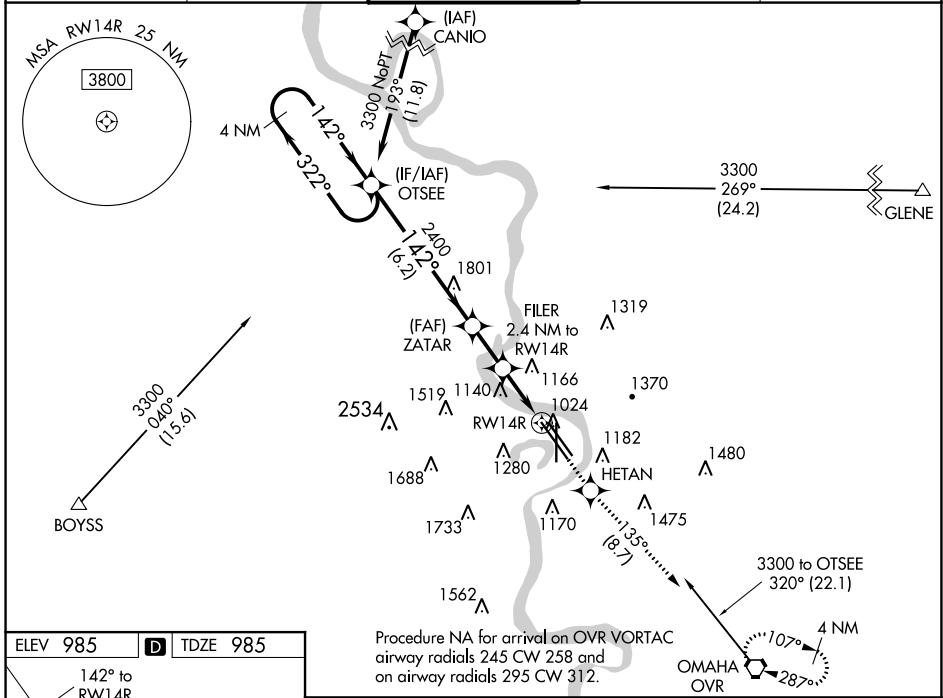 MSA RW14R 25 NM
3800
(IAF)
CANIO
3300 NoPT
193°
(11.8)
4 NM
142°
322°
(IF/IAF)
OTSEE
3300
269°
(24.2)
GLENE
2400
142°
(6.2)
1801
(FAF)
ZATAR
FILER
2.4 NM to
RW14R
1319
3300
040°
(15.6)
BOYSS
1166
1140
1370
1519
2534
1024
RW14R
1182
1280
1688
HETAN
1480
1733
1170
1475
135°
(8.7)
3300 to OTSEE
320° (22.1)
1562
Procedure NA for arrival on OVR VORTAC
airway radials 245 CW 258 and
on airway radials 295 CW 312.
107°
4 NM
287°
OMAHA
OVR
ELEV 985 D TDZE 985
142° to
RW14R